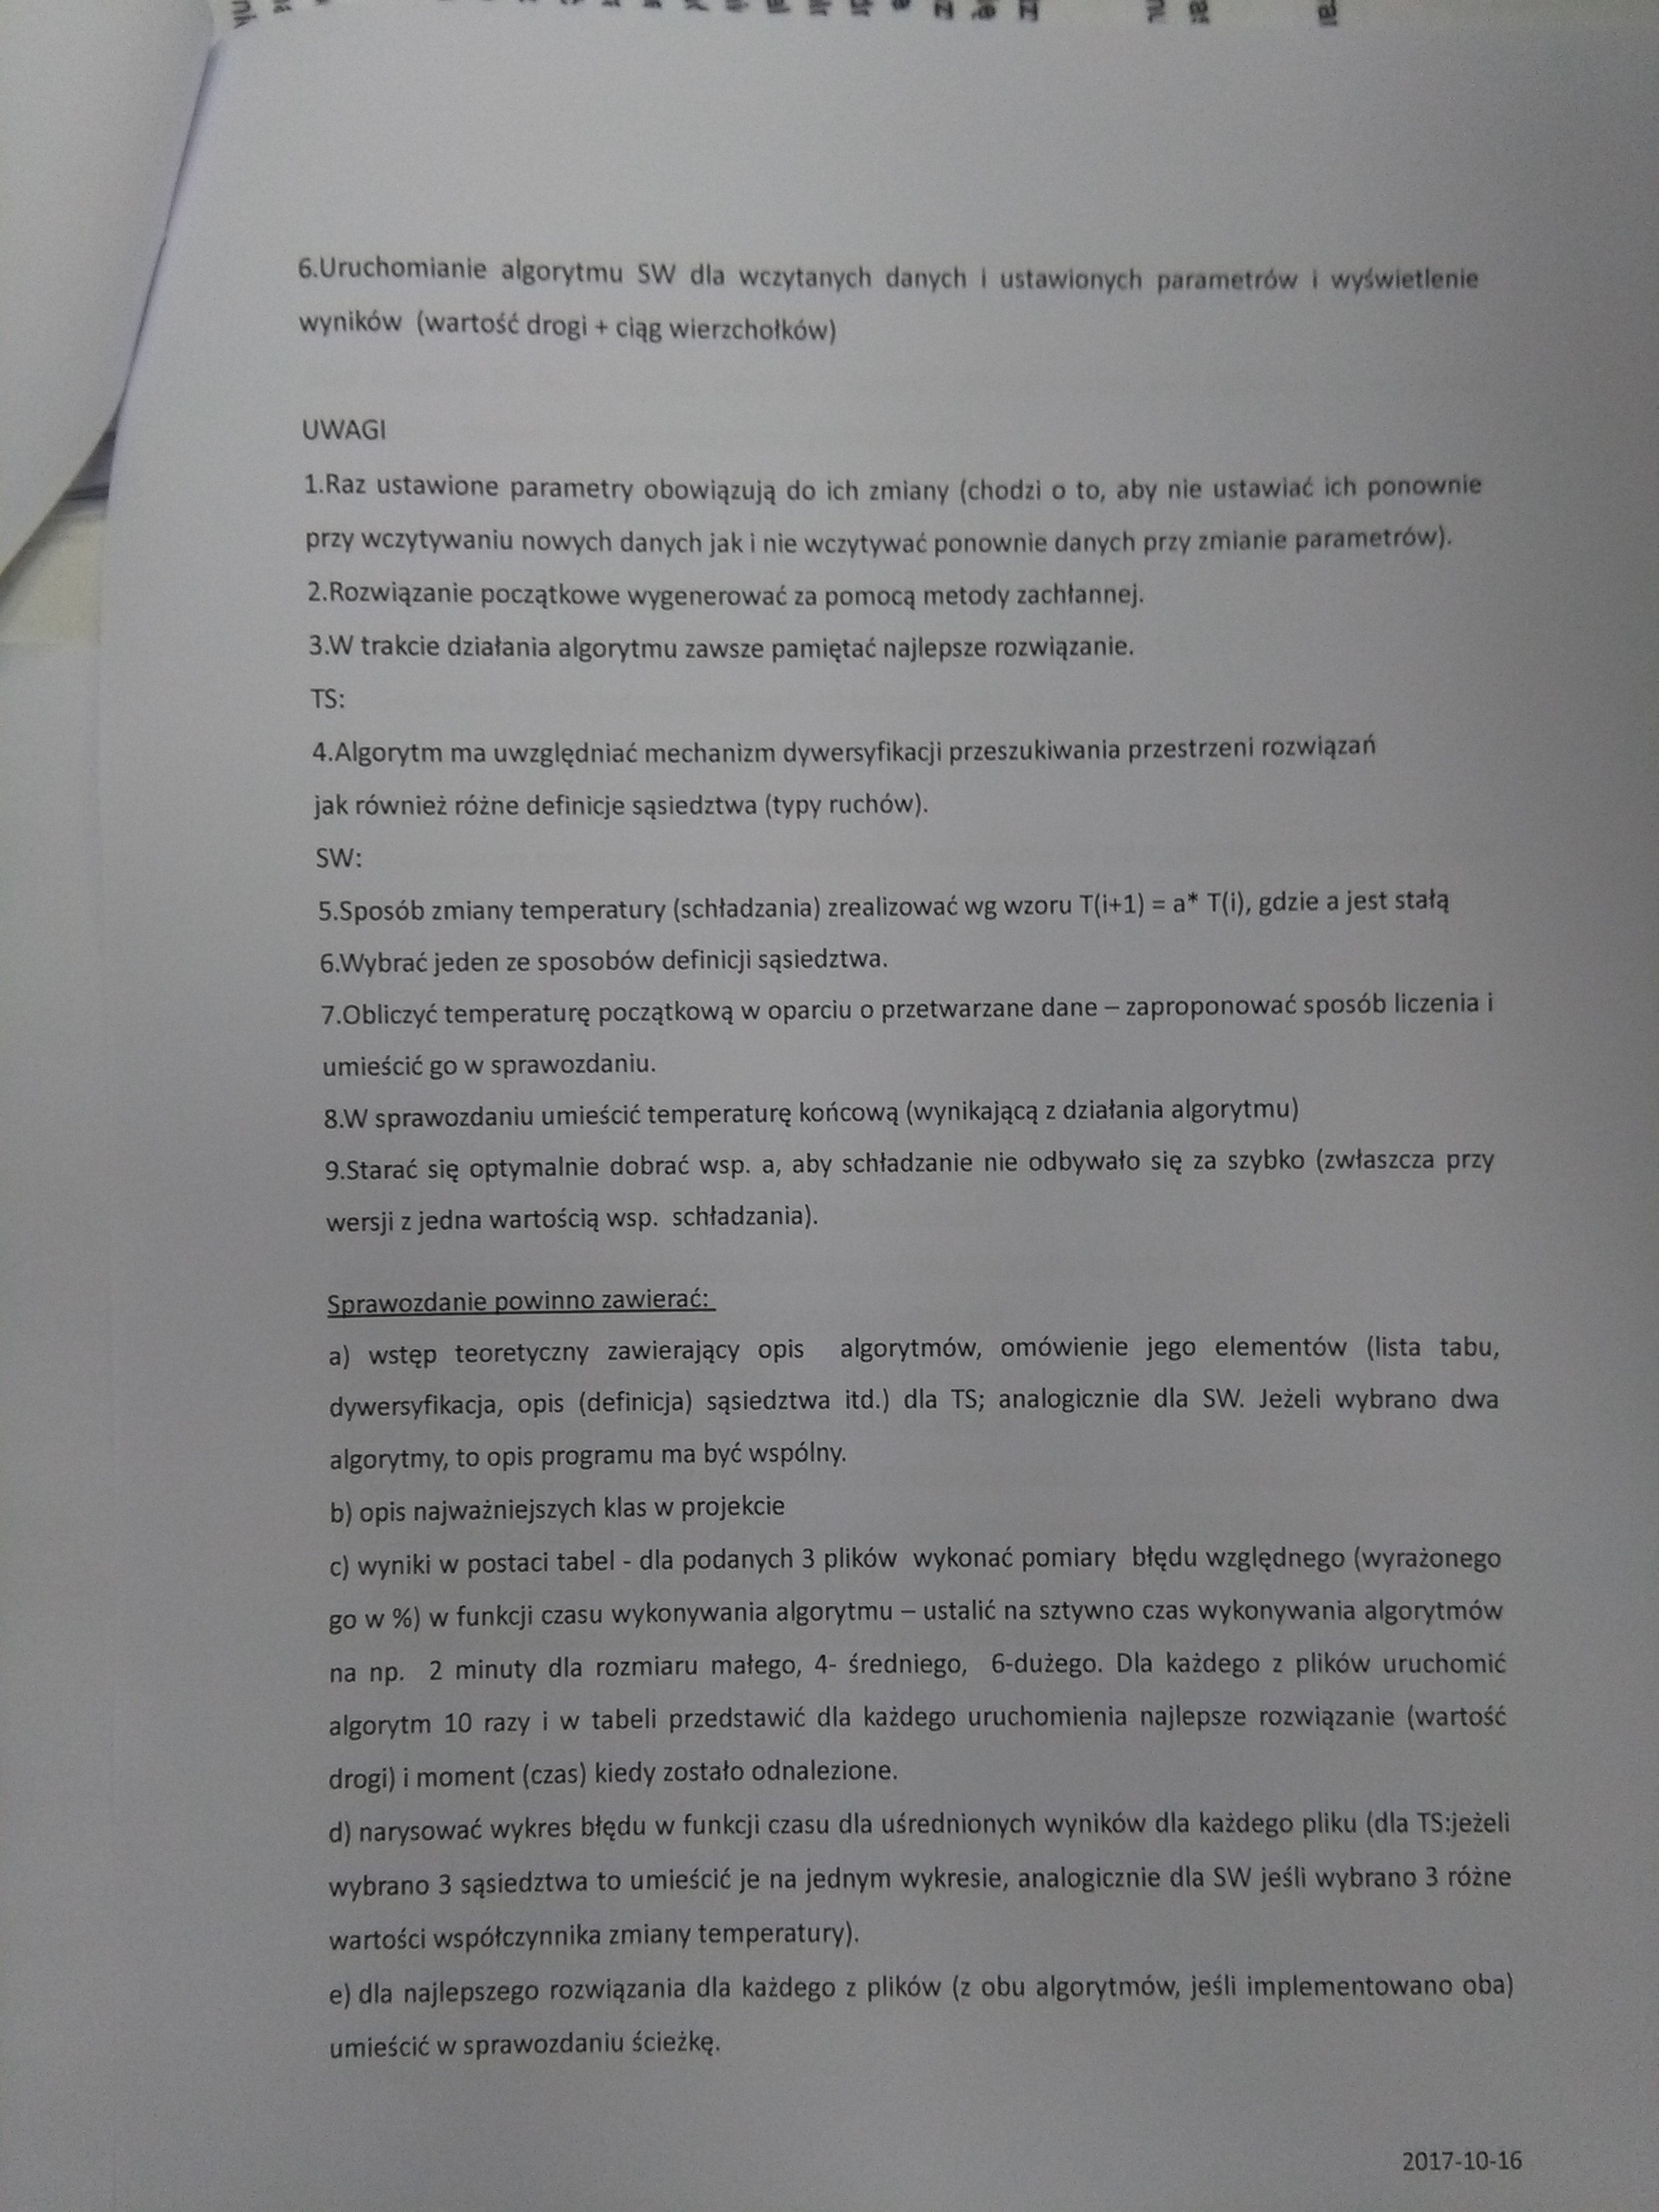 6.Uruchomianie algorytmu SW dla wczytanych danych i ustawionych parametrów i wyświetlenie
wyników (wartość drogi + ciąg wierzchołków)
UWAGI
1.Raz ustawione parametry obowiązują do ich zmiany (chodzi o to, aby nie ustawiać ich ponownie
przy wczytywaniu nowych danych jak i nie wczytywać ponownie danych przy zmianie parametrów).
2.Rozwiązanie początkowe wygenerować za pomocą metody zachłannej.
3.W trakcie działania algorytmu zawsze pamiętać najlepsze rozwiązanie.
TS:
4.Algorytm ma uwzględniać mechanizm dywersyfikacji przeszukiwania przestrzeni rozwiązań
jak również różne definicje sąsiedztwa (typy ruchów).
SW:
5.Sposób zmiany temperatury (schładzania) zrealizować wg wzoru T(i+1) = a* T(i), gdzie a jest stałą
6.Wybrać jeden ze sposobów definicji sąsiedztwa.
7.Obliczyć temperaturę początkową w oparciu o przetwarzane dane – zaproponować sposób liczenia i
umieścić go w sprawozdaniu.
8.W sprawozdaniu umieścić temperaturę końcową (wynikającą z działania algorytmu)
9.Starać się optymalnie dobrać wsp. a, aby schładzanie nie odbywało się za szybko (zwłaszcza przy
wersji z jedna wartością wsp. schładzania).
Sprawozdanie powinno zawierać:
a) wstęp teoretyczny zawierający opis algorytmów, omówienie jego elementów (lista tabu,
dywersyfikacja, opis (definicja) sąsiedztwa itd.) dla TS; analogicznie dla SW. Jeżeli wybrano dwa
algorytmy, to opis programu ma być wspólny.
b) opis najważniejszych klas w projekcie
c) wyniki w postaci tabel - dla podanych 3 plików wykonać pomiary błędu względnego (wyrażonego
go w %) w funkcji czasu wykonywania algorytmu – ustalić na sztywno czas wykonywania algorytmów
na np. 2 minuty dla rozmiaru małego, 4- średniego, 6-dużego. Dla każdego z plików uruchomić
algorytm 10 razy i w tabeli przedstawić dla każdego uruchomienia najlepsze rozwiązanie (wartość
drogi) i moment (czas) kiedy zostało odnalezione.
d) narysować wykres błędu w funkcji czasu dla uśrednionych wyników dla każdego pliku (dla TS:jeżeli
wybrano 3 sąsiedztwa to umieścić je na jednym wykresie, analogicznie dla SW jeśli wybrano 3 różne
wartości współczynnika zmiany temperatury).
e) dla najlepszego rozwiązania dla każdego z plików (z obu algorytmów, jeśli implementowano oba)
umieścić w sprawozdaniu ścieżkę.
2017-10-16